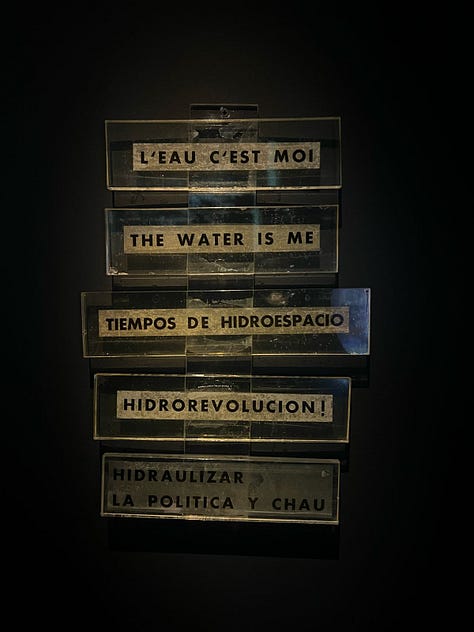 L'EAU C'EST MOI
THE WATER IS ME
TIEMPOS DE HIDROESPACIO
HIDROREVOLUCION!
HIDRAULIZAR
LA POLITICA Y CHAU